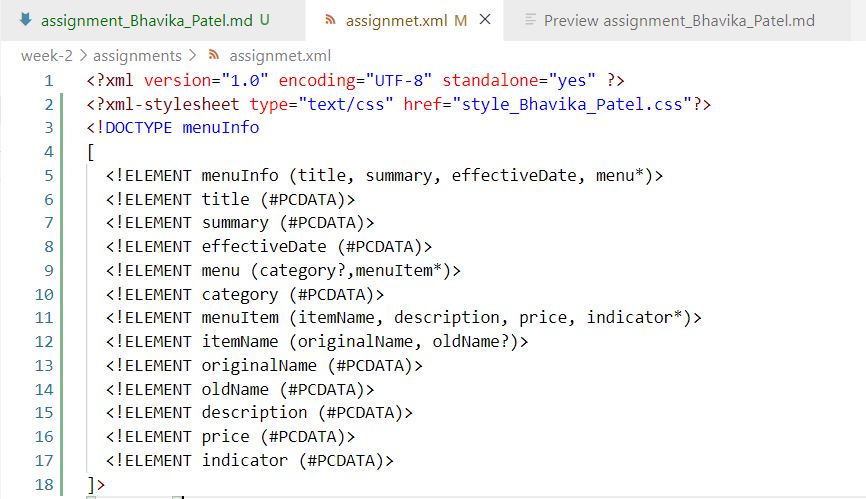 assignment_Bhavika_Patel.md U
assignmet.xml M
Preview assignment_Bhavika_Patel.md
week-2 > assignments > assignmet.xml
1 <?xml version="1.0" encoding="UTF-8" standalone="yes" ?>
2 <?xml-stylesheet type="text/css" href="style_Bhavika_Patel.css"?>
3 <!DOCTYPE menuInfo
4 [
5 <!ELEMENT menuInfo (title, summary, effectiveDate, menu*)>
6 <!ELEMENT title (#PCDATA)>
7 <!ELEMENT summary (#PCDATA)>
8 <!ELEMENT effectiveDate (#PCDATA)>
9 <!ELEMENT menu (category?,menuItem*)>
10 <!ELEMENT category (#PCDATA)>
11 <!ELEMENT menuItem (itemName, description, price, indicator*)>
12 <!ELEMENT itemName (originalName, oldName?)>
13 <!ELEMENT originalName (#PCDATA)>
14 <!ELEMENT oldName (#PCDATA)>
15 <!ELEMENT description (#PCDATA)>
16 <!ELEMENT price (#PCDATA)>
17 <!ELEMENT indicator (#PCDATA)>
18 ]>